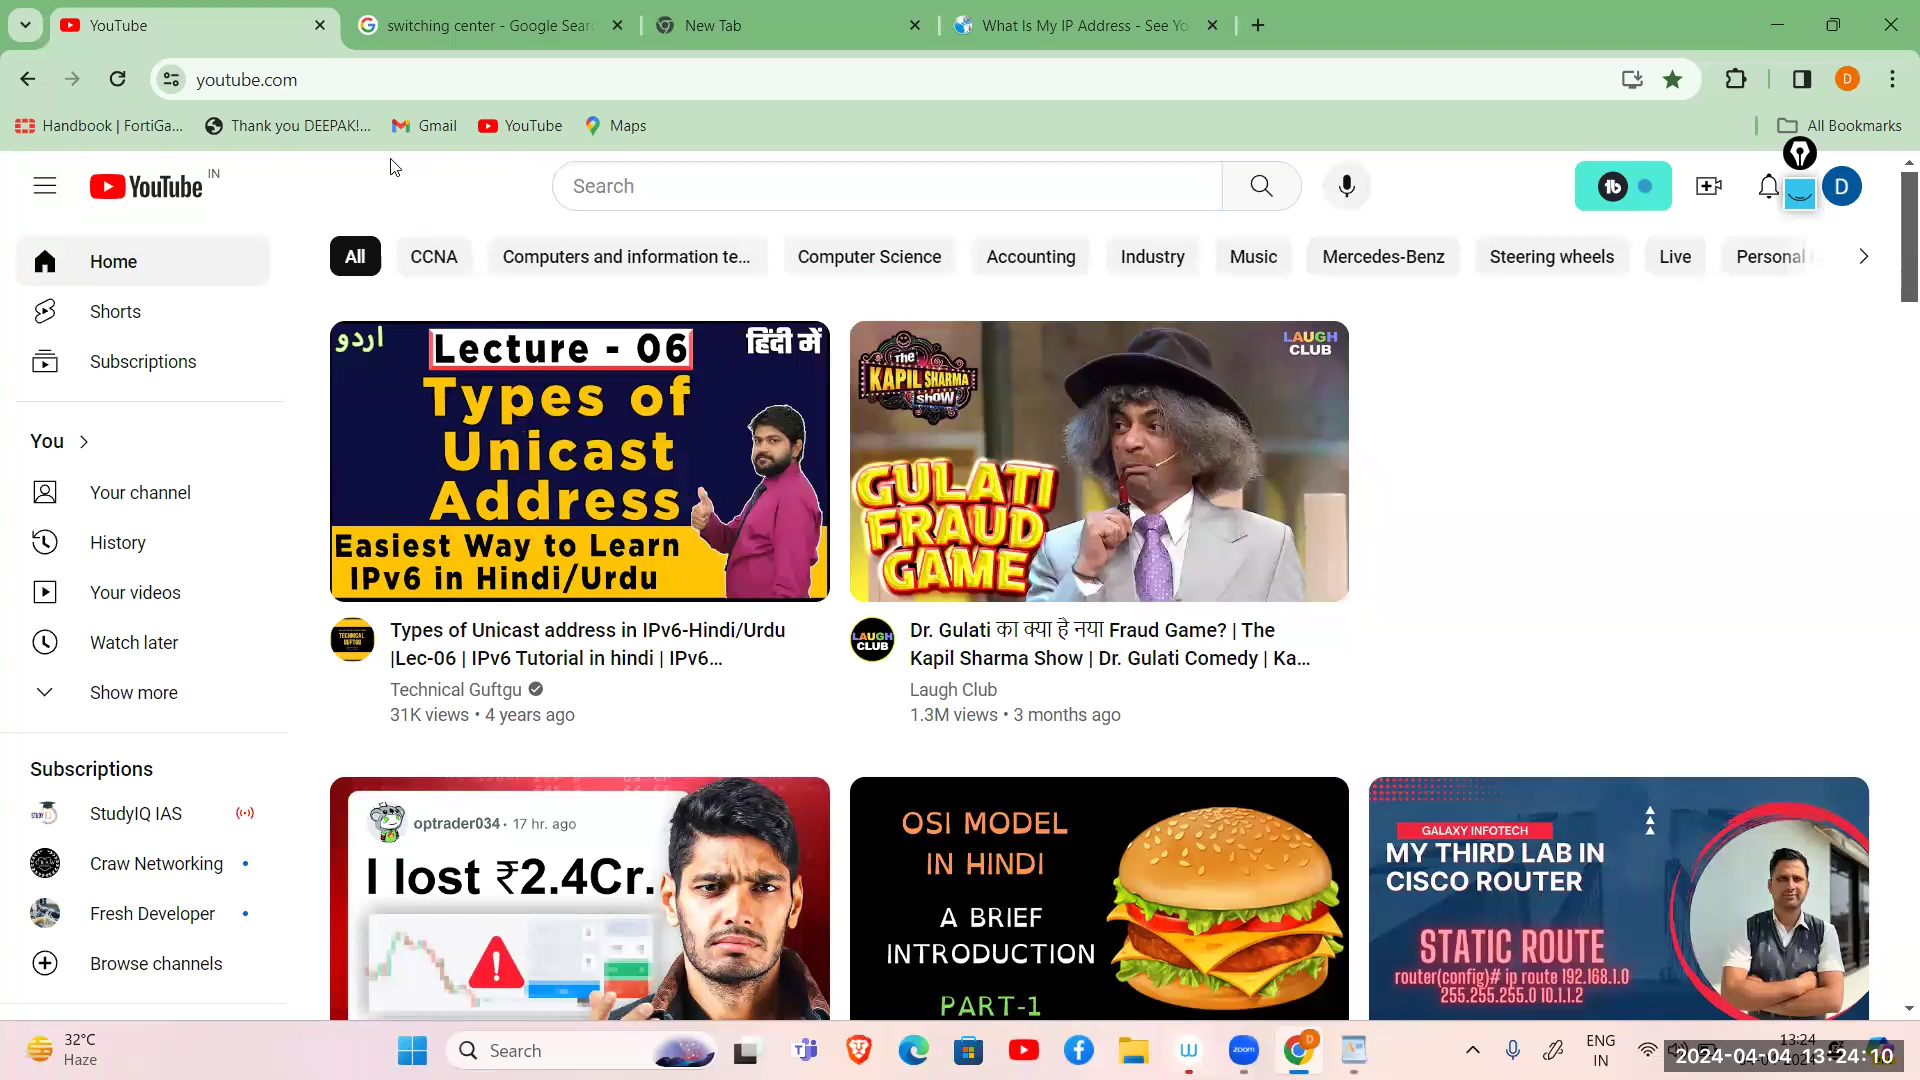 YouTube
switching center - Google Sear
New Tab
What Is My IP Address - See Yo
youtube.com
D
Handbook | FortiGa...
Thank you DEEPAK!...
Gmail
YouTube
Maps
All Bookmarks
YouTube IN
Search
D
Home
Shorts
Subscriptions
You
Your channel
History
Your videos
Watch later
Show more
Subscriptions
StudyIQ IAS
Craw Networking
Fresh Developer
Browse channels
All
CCNA
Computers and information te...
Computer Science
Accounting
Industry
Music
Mercedes-Benz
Steering wheels
Live
Personal
اردو
Lecture - 06
हिंदी में
Types of
Unicast
Address
Easiest Way to Learn
IPv6 in Hindi/Urdu
TECHNICAL
GUFTGU
Types of Unicast address in IPv6-Hindi/Urdu
|Lec-06 | IPv6 Tutorial in hindi | IPv6...
Technical Guftgu
31K views • 4 years ago
The
KAPIL SHARMA
Show
LAUGH
CLUB
GULATI
FRAUD
GAME
LAUGH
CLUB
Dr. Gulati का क्या है नया Fraud Game? | The
Kapil Sharma Show | Dr. Gulati Comedy | Ka...
Laugh Club
1.3M views • 3 months ago
optrader034 · 17 hr. ago
I lost ₹2.4Cr.
OSI MODEL
IN HINDI
A BRIEF
INTRODUCTION
PART-1
GALAXY INFOTECH
MY THIRD LAB IN
CISCO ROUTER
STATIC ROUTE
router(config)# ip route 192.168.1.0
255.255.255.0 10.1.1.2
32°C
Haze
Search
zoom
D
ENG
IN
13:24
2024-04-04 13:24:10